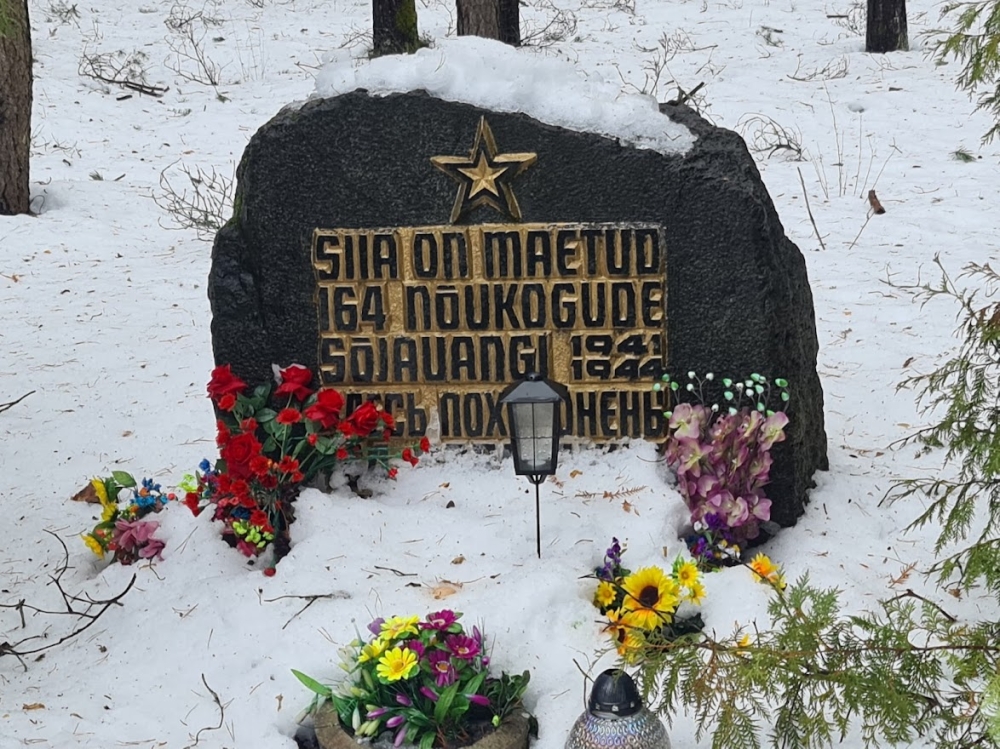 SIIA ON MAETUD
164 NÕUKOGUDE
SÕJAVANGI 1941
1944